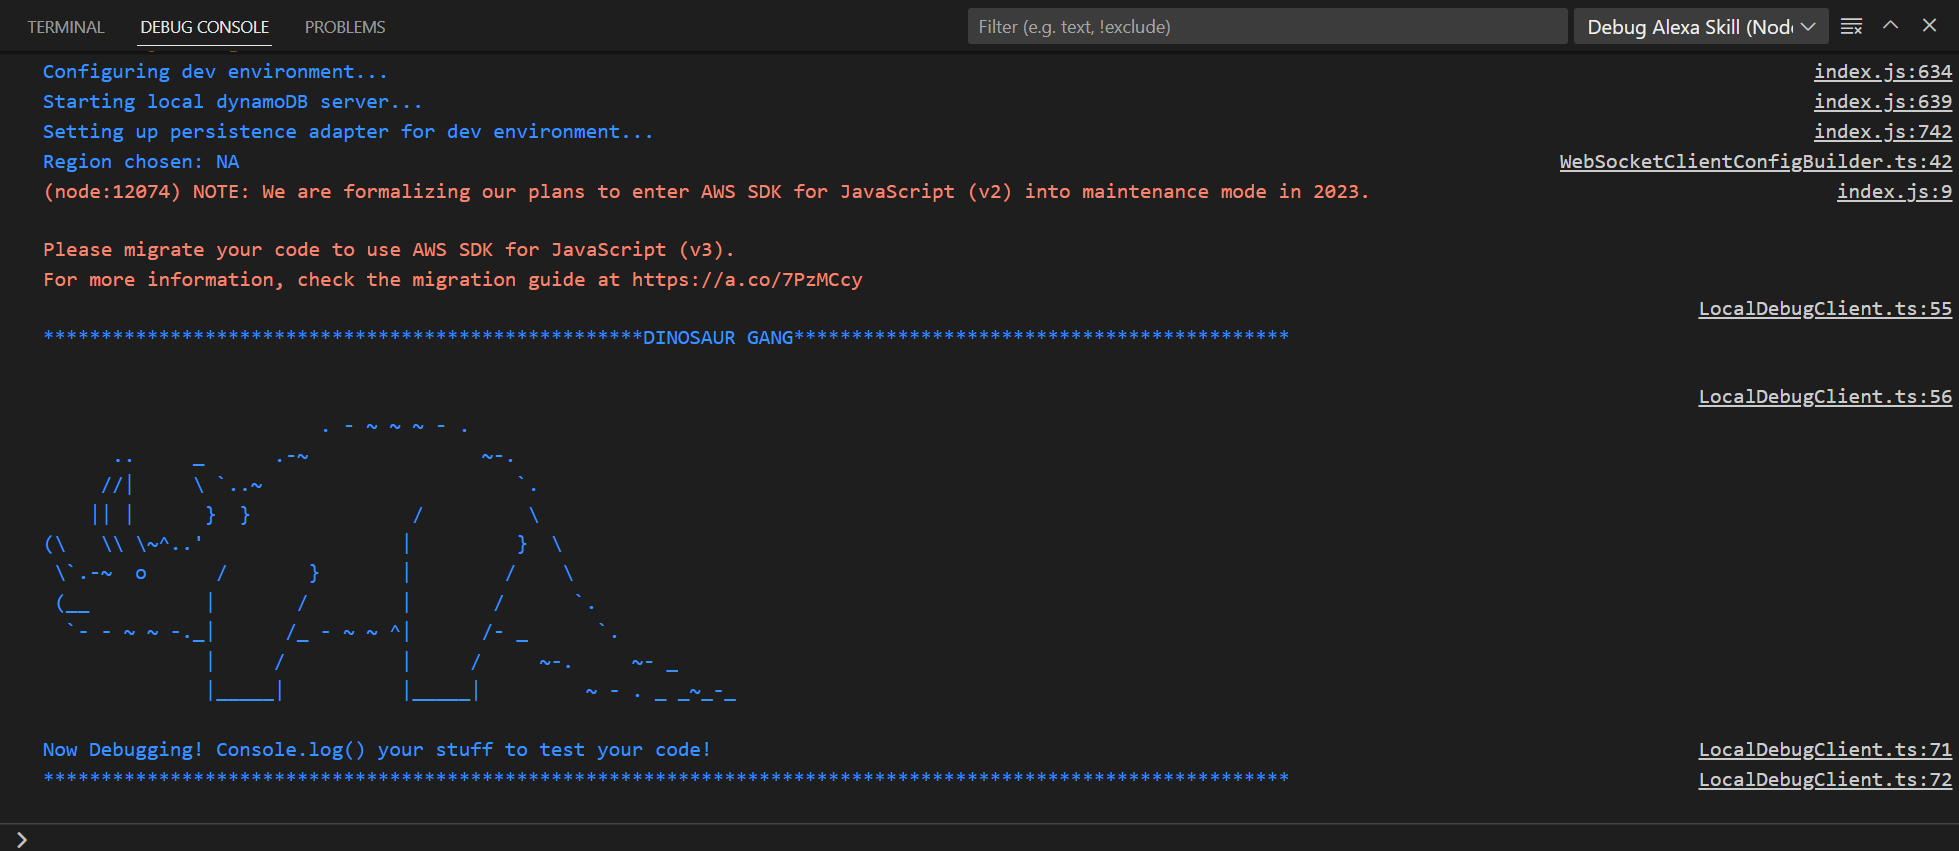 TERMINAL DEBUG CONSOLE PROBLEMS Filter (e.g. text, !exclude) Debug Alexa Skill (Node
Configuring dev environment... index.js:634
Starting local dynamoDB server... index.js:639
Setting up persistence adapter for dev environment... index.js:742
Region chosen: NA WebSocketClientConfigBuilder.ts:42
(node:12074) NOTE: We are formalizing our plans to enter AWS SDK for JavaScript (v2) into maintenance mode in 2023. index.js:9
Please migrate your code to use AWS SDK for JavaScript (v3).
For more information, check the migration guide at https://a.co/7PzMCcy
LocalDebugClient.ts:55
****************************************************DINOSAUR GANG*******************************************
LocalDebugClient.ts:56
                        . - ~ ~ ~ - .
      ..     _      .-~               ~-.
     //|     \ `..~                      `.
    || |      }  }              /         \
(\   \\ \~^..'                 |         }  \
 \`.-~  o      /       }       |        /    \
 (__          |       /        |       /      `.
  `- - ~ ~ -._|      /_ - ~ ~ ^|      /- _      `.
              |     /          |     /     ~-.     ~- _
              |_____|          |_____|         ~ - . _ _~_-_
Now Debugging! Console.log() your stuff to test your code! LocalDebugClient.ts:71
************************************************************************************************************ LocalDebugClient.ts:72